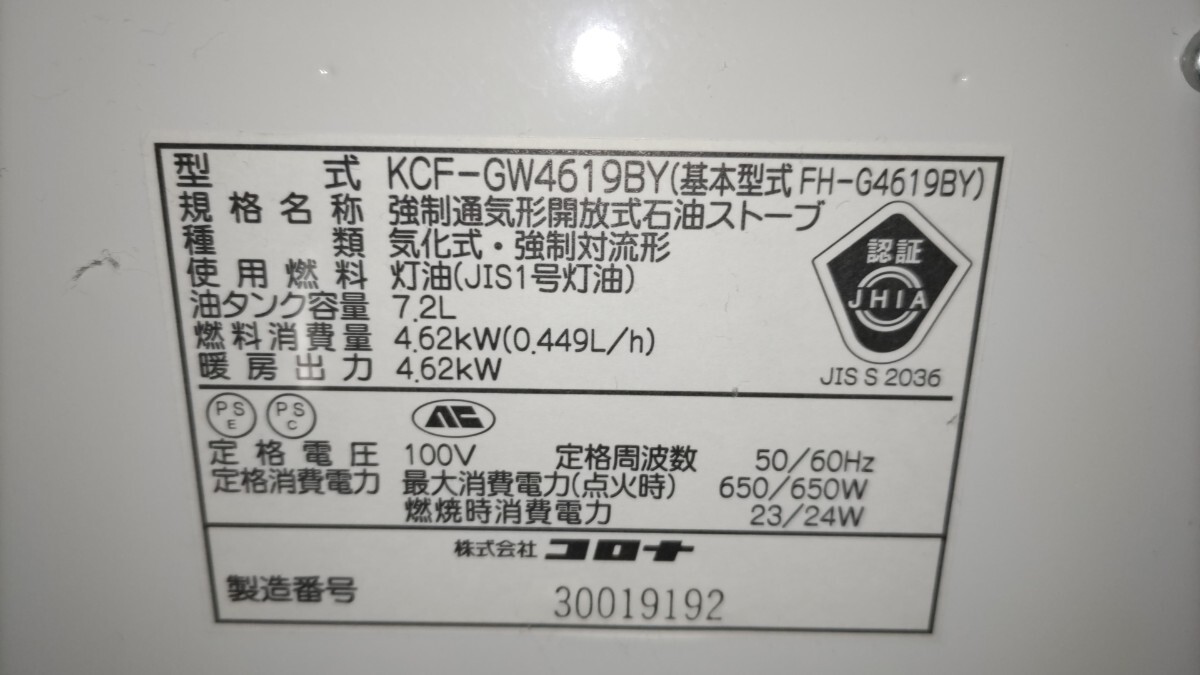 型式 KCF-GW4619BY(基本型式 FH-G4619BY)
規格名称 強制通気形開放式石油ストーブ
種類 気化式・強制対流形
使用燃料 灯油(JIS1号灯油)
油タンク容量 7.2L
燃料消費量 4.62kW(0.449L/h)
暖房出力 4.62kW
認証
JHIA
JIS S 2036
PS E PS C
定格電圧 100V 定格周波数 50/60Hz
定格消費電力 最大消費電力(点火時) 650/650W
燃焼時消費電力 23/24W
株式会社 コロナ
製造番号 30019192